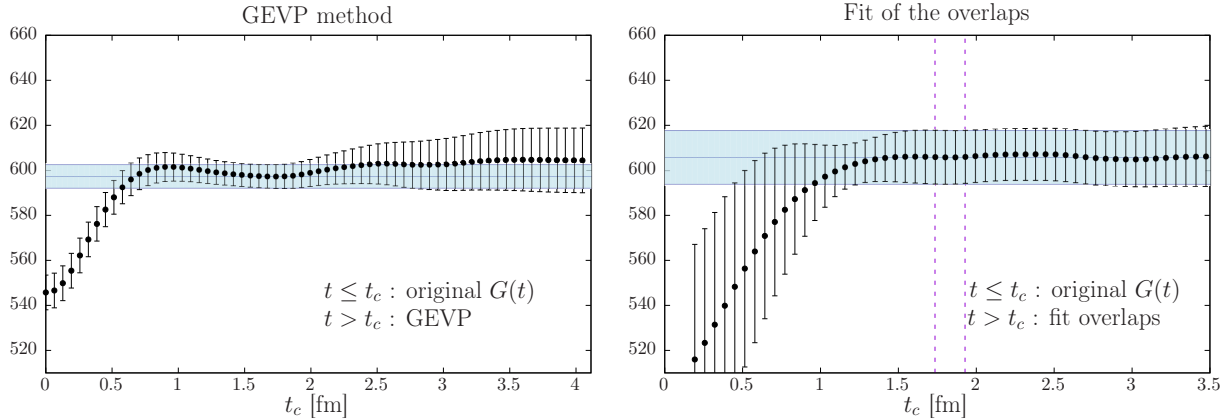 GEVP method
660
640
620
600
580
560
540
520
t ≤ t_c : original G(t)
t > t_c : GEVP
0 0.5 1 1.5 2 2.5 3 3.5 4
t_c [fm]
Fit of the overlaps
660
640
620
600
580
560
540
520
t ≤ t_c : original G(t)
t > t_c : fit overlaps
0 0.5 1 1.5 2 2.5 3 3.5
t_c [fm]